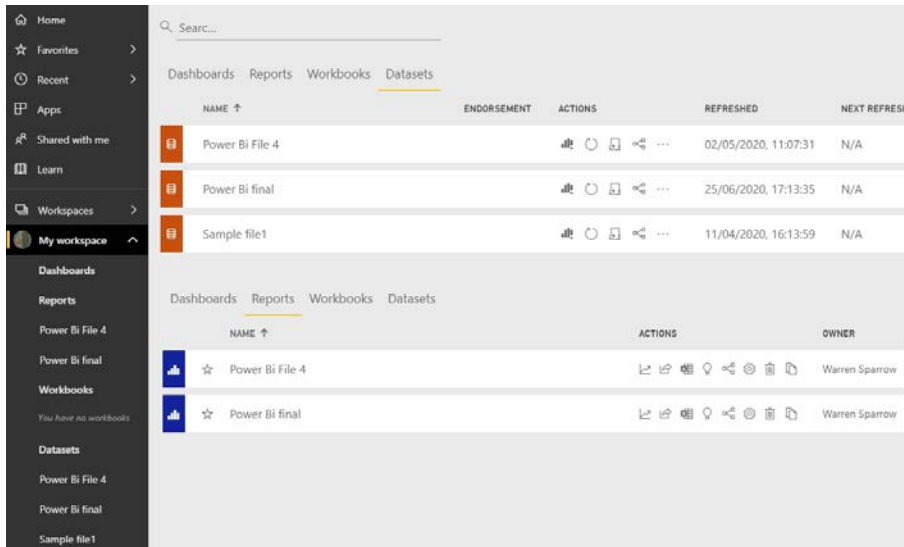 Home
Favorites
Recent
Apps
Shared with me
Learn
Workspaces
My workspace
Dashboards
Reports
Power Bi File 4
Power Bi final
Workbooks
You have no workbooks
Datasets
Power Bi File 4
Power Bi final
Sample file1
Searc...
Dashboards Reports Workbooks Datasets
NAME ↑ ENDORSEMENT ACTIONS REFRESHED NEXT REFRES
Power Bi File 4 ... 02/05/2020, 11:07:31 N/A
Power Bi final ... 25/06/2020, 17:13:35 N/A
Sample file1 ... 11/04/2020, 16:13:59 N/A
Dashboards Reports Workbooks Datasets
NAME ↑ ACTIONS OWNER
Power Bi File 4 Warren Sparrow
Power Bi final Warren Sparrow